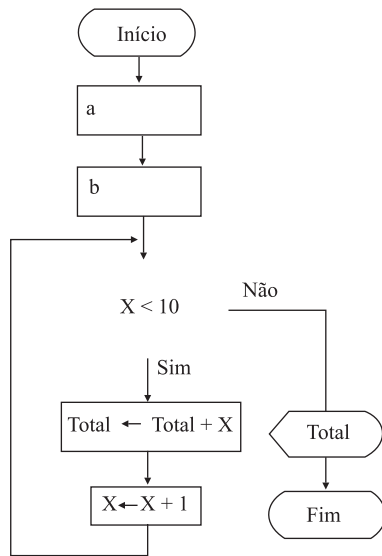 Início
a
b
X < 10
Não
Sim
Total ← Total + X
Total
X ← X + 1
Fim